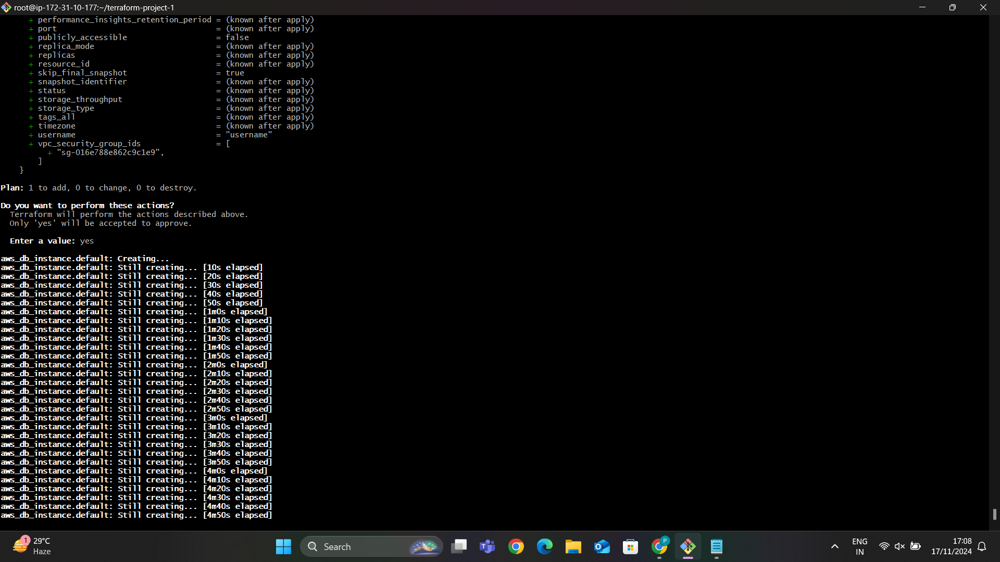 root@ip-172-31-10-177:~/terraform-project-1
+ performance_insights_retention_period = (known after apply)
+ port = (known after apply)
+ publicly_accessible = false
+ replica_mode = (known after apply)
+ replicas = (known after apply)
+ resource_id = (known after apply)
+ skip_final_snapshot = true
+ snapshot_identifier = (known after apply)
+ status = (known after apply)
+ storage_throughput = (known after apply)
+ storage_type = (known after apply)
+ tags_all = (known after apply)
+ timezone = (known after apply)
+ username = "username"
+ vpc_security_group_ids = [
+ "sg-016e788e862c9c1e9",
]
}
Plan: 1 to add, 0 to change, 0 to destroy.
Do you want to perform these actions?
Terraform will perform the actions described above.
Only 'yes' will be accepted to approve.
Enter a value: yes
aws_db_instance.default: Creating...
aws_db_instance.default: Still creating... [10s elapsed]
aws_db_instance.default: Still creating... [20s elapsed]
aws_db_instance.default: Still creating... [30s elapsed]
aws_db_instance.default: Still creating... [40s elapsed]
aws_db_instance.default: Still creating... [50s elapsed]
aws_db_instance.default: Still creating... [1m0s elapsed]
aws_db_instance.default: Still creating... [1m10s elapsed]
aws_db_instance.default: Still creating... [1m20s elapsed]
aws_db_instance.default: Still creating... [1m30s elapsed]
aws_db_instance.default: Still creating... [1m40s elapsed]
aws_db_instance.default: Still creating... [1m50s elapsed]
aws_db_instance.default: Still creating... [2m0s elapsed]
aws_db_instance.default: Still creating... [2m10s elapsed]
aws_db_instance.default: Still creating... [2m20s elapsed]
aws_db_instance.default: Still creating... [2m30s elapsed]
aws_db_instance.default: Still creating... [2m40s elapsed]
aws_db_instance.default: Still creating... [2m50s elapsed]
aws_db_instance.default: Still creating... [3m0s elapsed]
aws_db_instance.default: Still creating... [3m10s elapsed]
aws_db_instance.default: Still creating... [3m20s elapsed]
aws_db_instance.default: Still creating... [3m30s elapsed]
aws_db_instance.default: Still creating... [3m40s elapsed]
aws_db_instance.default: Still creating... [3m50s elapsed]
aws_db_instance.default: Still creating... [4m0s elapsed]
aws_db_instance.default: Still creating... [4m10s elapsed]
aws_db_instance.default: Still creating... [4m20s elapsed]
aws_db_instance.default: Still creating... [4m30s elapsed]
aws_db_instance.default: Still creating... [4m40s elapsed]
aws_db_instance.default: Still creating... [4m50s elapsed]
1
29°C
Haze
Search
P
ENG
IN
17:08
17/11/2024